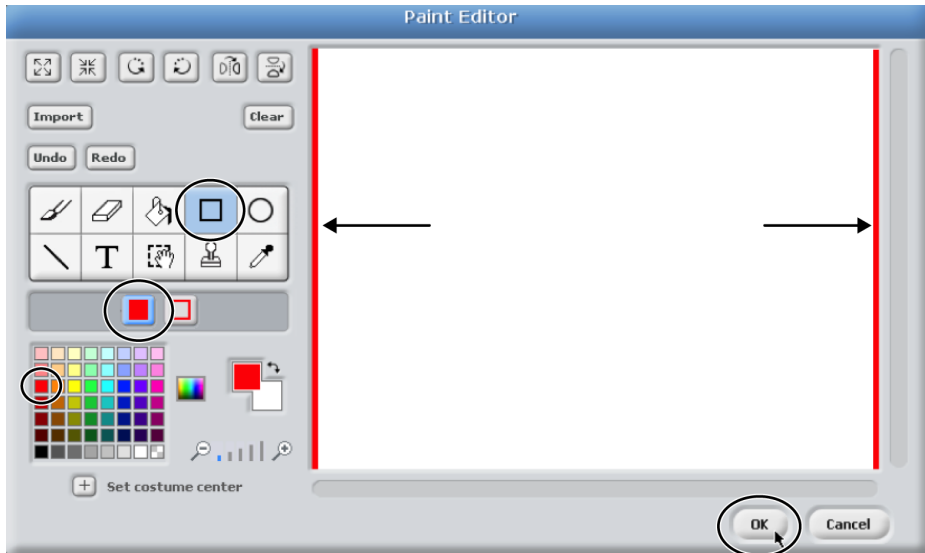 Paint Editor
Import
Clear
Undo
Redo
T
Set costume center
OK
Cancel